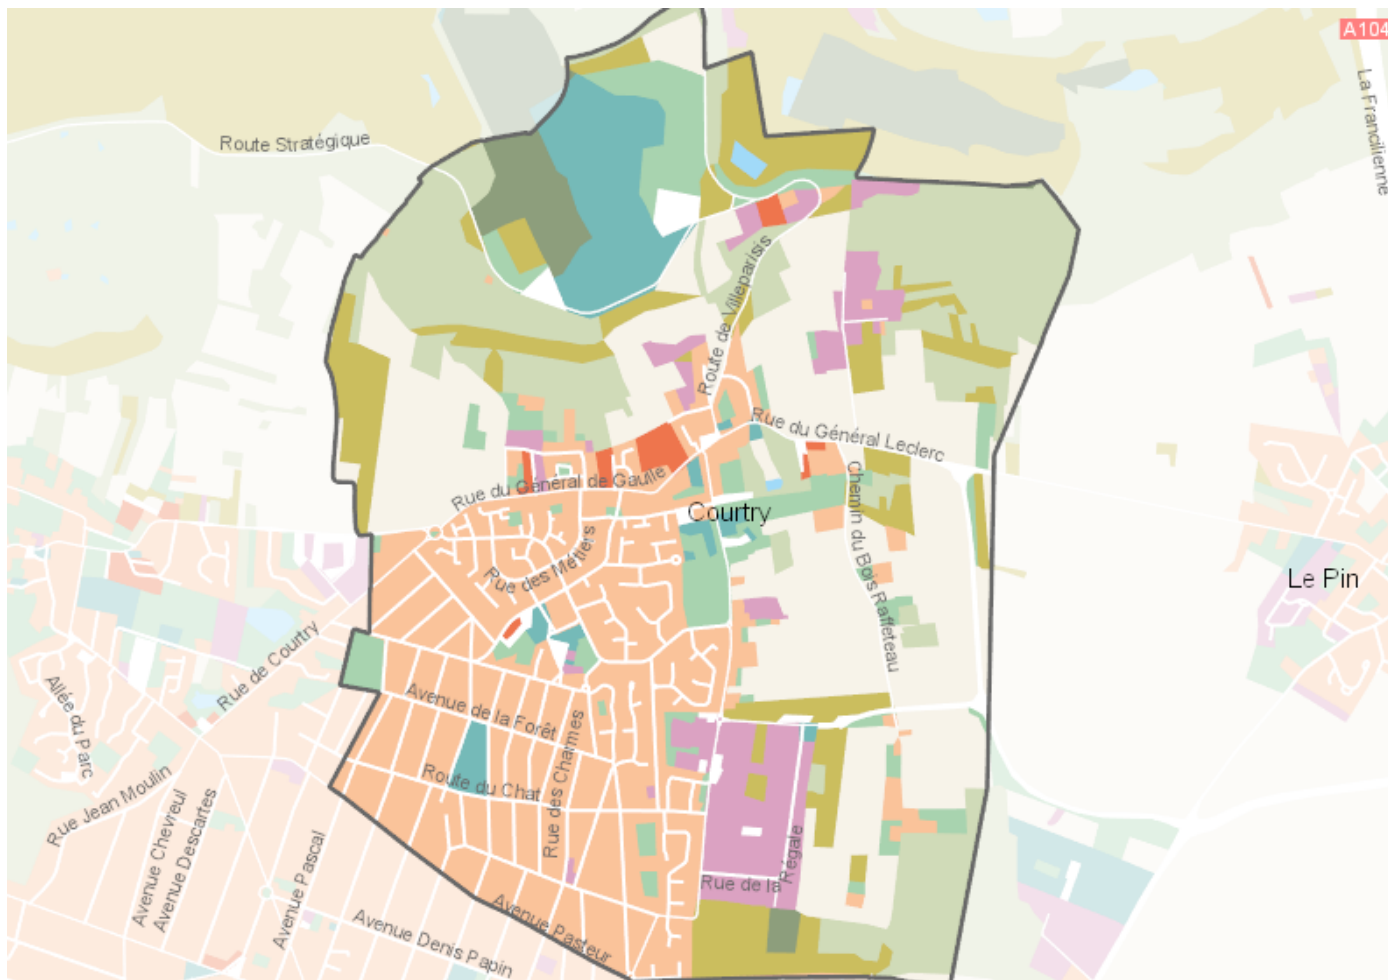 A104
La Francilienne
Route Stratégique
Route de Villeparisis
Rue du Général Leclerc
Rue du Général de Gaulle
Chemin du Bois Raffeteau
Courtry
Rue des Métiers
Le Pin
Rue de Courtry
Allée du Parc
Avenue de la Forêt
Rue des Charmes
Route du Chat
Rue Jean Moulin
Avenue Chevreul
Avenue Descartes
Avenue Pascal
Rue de la Régale
Avenue Pasteur
Avenue Denis Papin